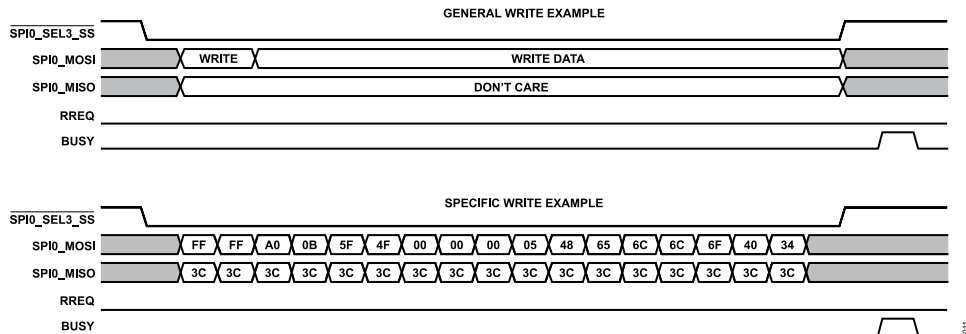 GENERAL WRITE EXAMPLE
SPI0_SEL3_SS
SPI0_MOSI WRITE WRITE DATA
SPI0_MISO DON'T CARE
RREQ
BUSY
SPECIFIC WRITE EXAMPLE
SPI0_SEL3_SS
SPI0_MOSI FF FF A0 0B 5F 4F 00 00 00 05 48 65 6C 6C 6F 40 34
SPI0_MISO 3C 3C 3C 3C 3C 3C 3C 3C 3C 3C 3C 3C 3C 3C 3C 3C 3C
RREQ
BUSY